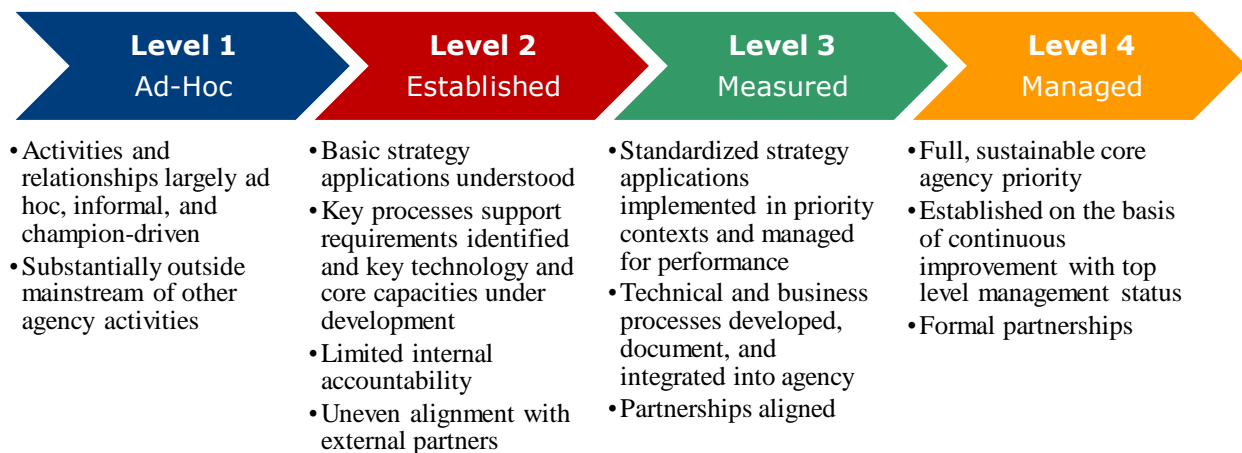 Level 1
Ad-Hoc
Level 2
Established
Level 3
Measured
Level 4
Managed
•Activities and
relationships largely ad
hoc, informal, and
champion-driven
•Substantially outside
mainstream of other
agency activities
•Basic strategy
applications understood
•Key processes support
requirements identified
and key technology and
core capacities under
development
•Limited internal
accountability
•Uneven alignment with
external partners
•Standardized strategy
applications
implemented in priority
contexts and managed
for performance
•Technical and business
processes developed,
document, and
integrated into agency
•Partnerships aligned
•Full, sustainable core
agency priority
•Established on the basis
of continuous
improvement with top
level management status
•Formal partnerships